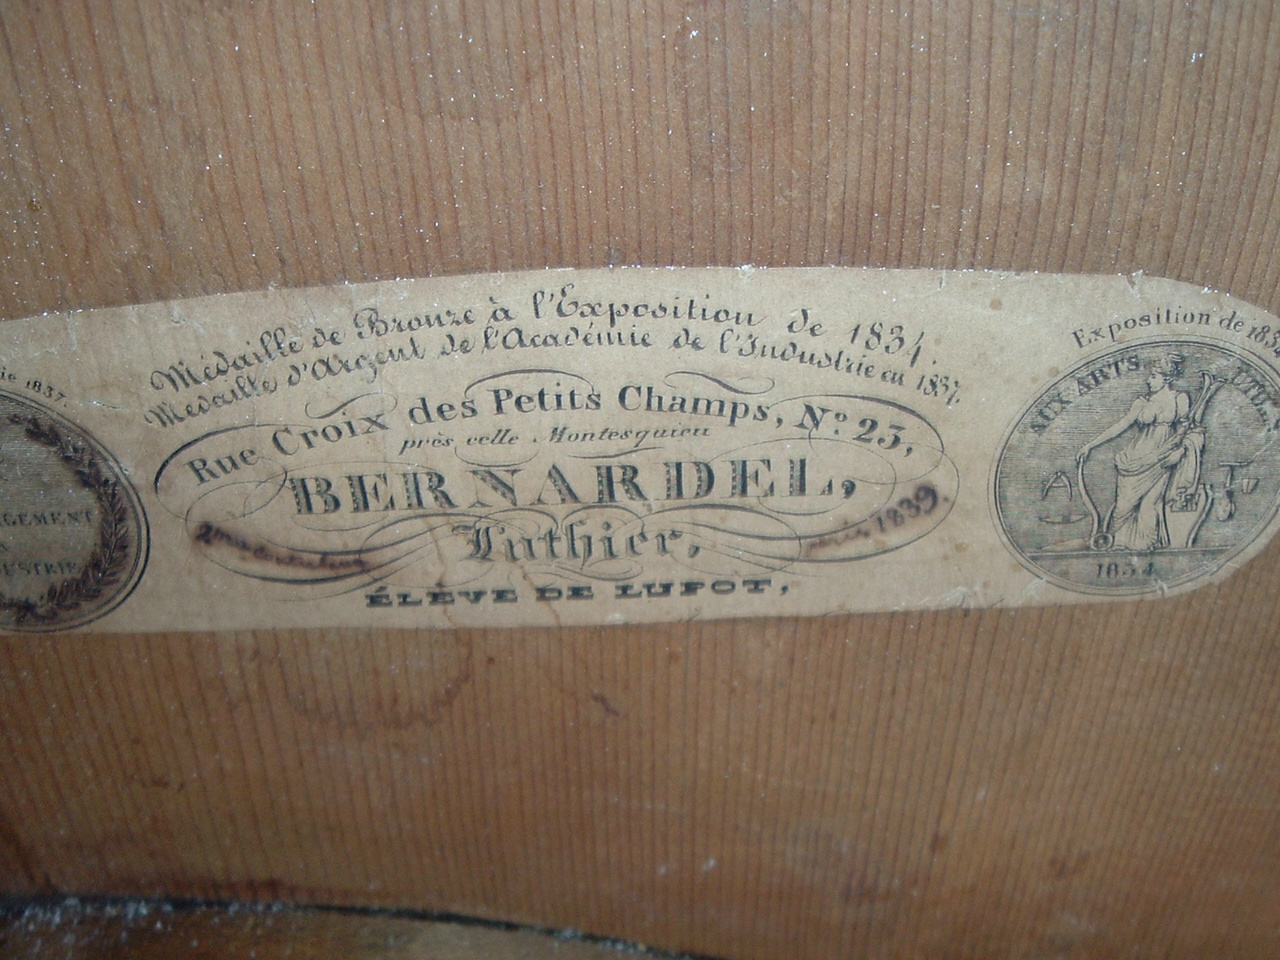 Médaille de Bronze à l'Exposition de 1834.
Médaille d'Argent de l'Académie de l'Industrie en 1837.
Rue Croix des Petits Champs, N.º 23,
près celle Montesquieu
BERNARDEL,
Luthier,
Paris, 1839.
ÉLÈVE DE LUPOT,
ie 1837.
GEMENT
A
USTRIE
Exposition de 1834
AUX ARTS
1834